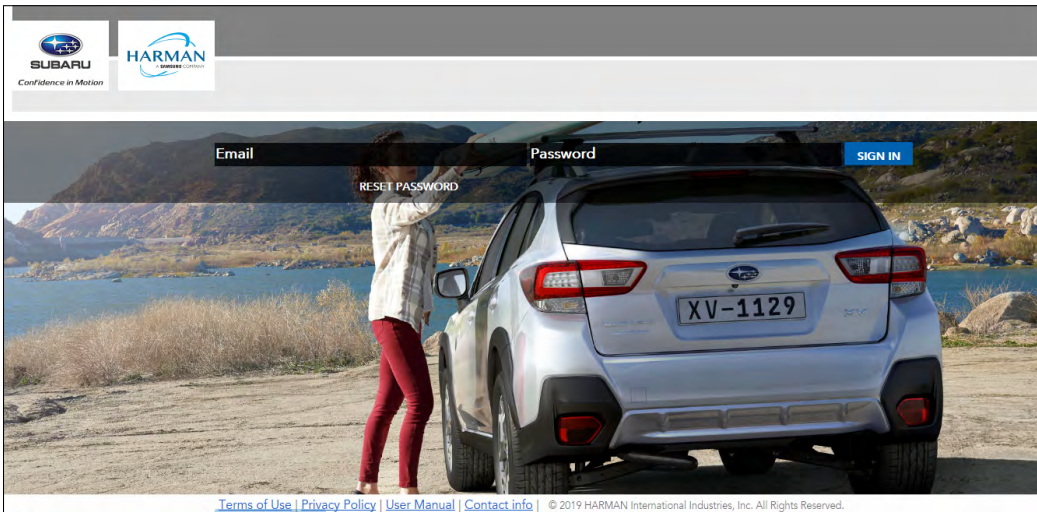 SUBARU
Confidence in Motion
HARMAN
A SAMSUNG COMPANY
Email
Password
SIGN IN
RESET PASSWORD
XV-1129
XV
Terms of Use | Privacy Policy | User Manual | Contact info | © 2019 HARMAN International Industries, Inc. All Rights Reserved.